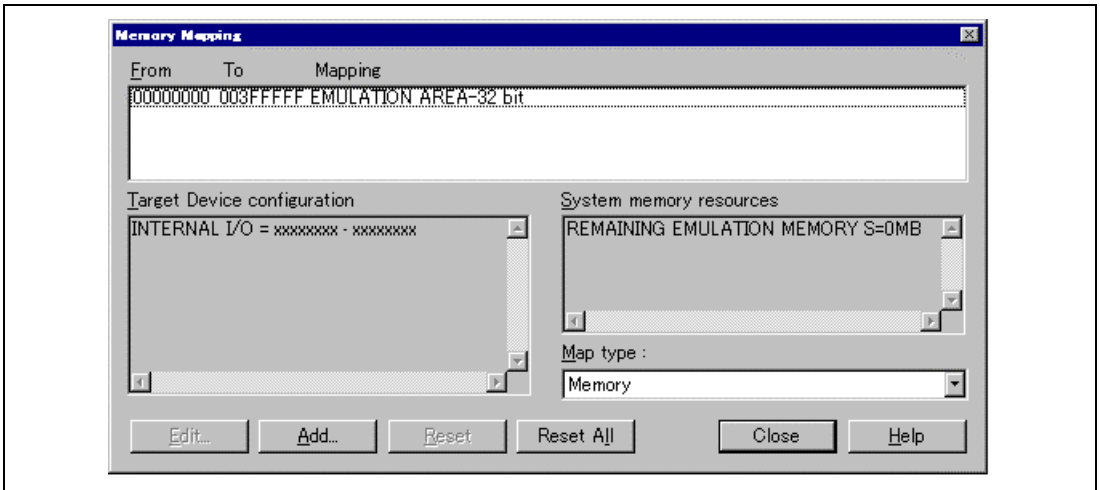 Memory Mapping
From To Mapping
00000000 003FFFFF EMULATION AREA-32 bit
Target Device configuration
INTERNAL I/O = xxxxxxxx - xxxxxxxx
System memory resources
REMAINING EMULATION MEMORY S=0MB
Map type :
Memory
Edit...
Add...
Reset
Reset All
Close
Help